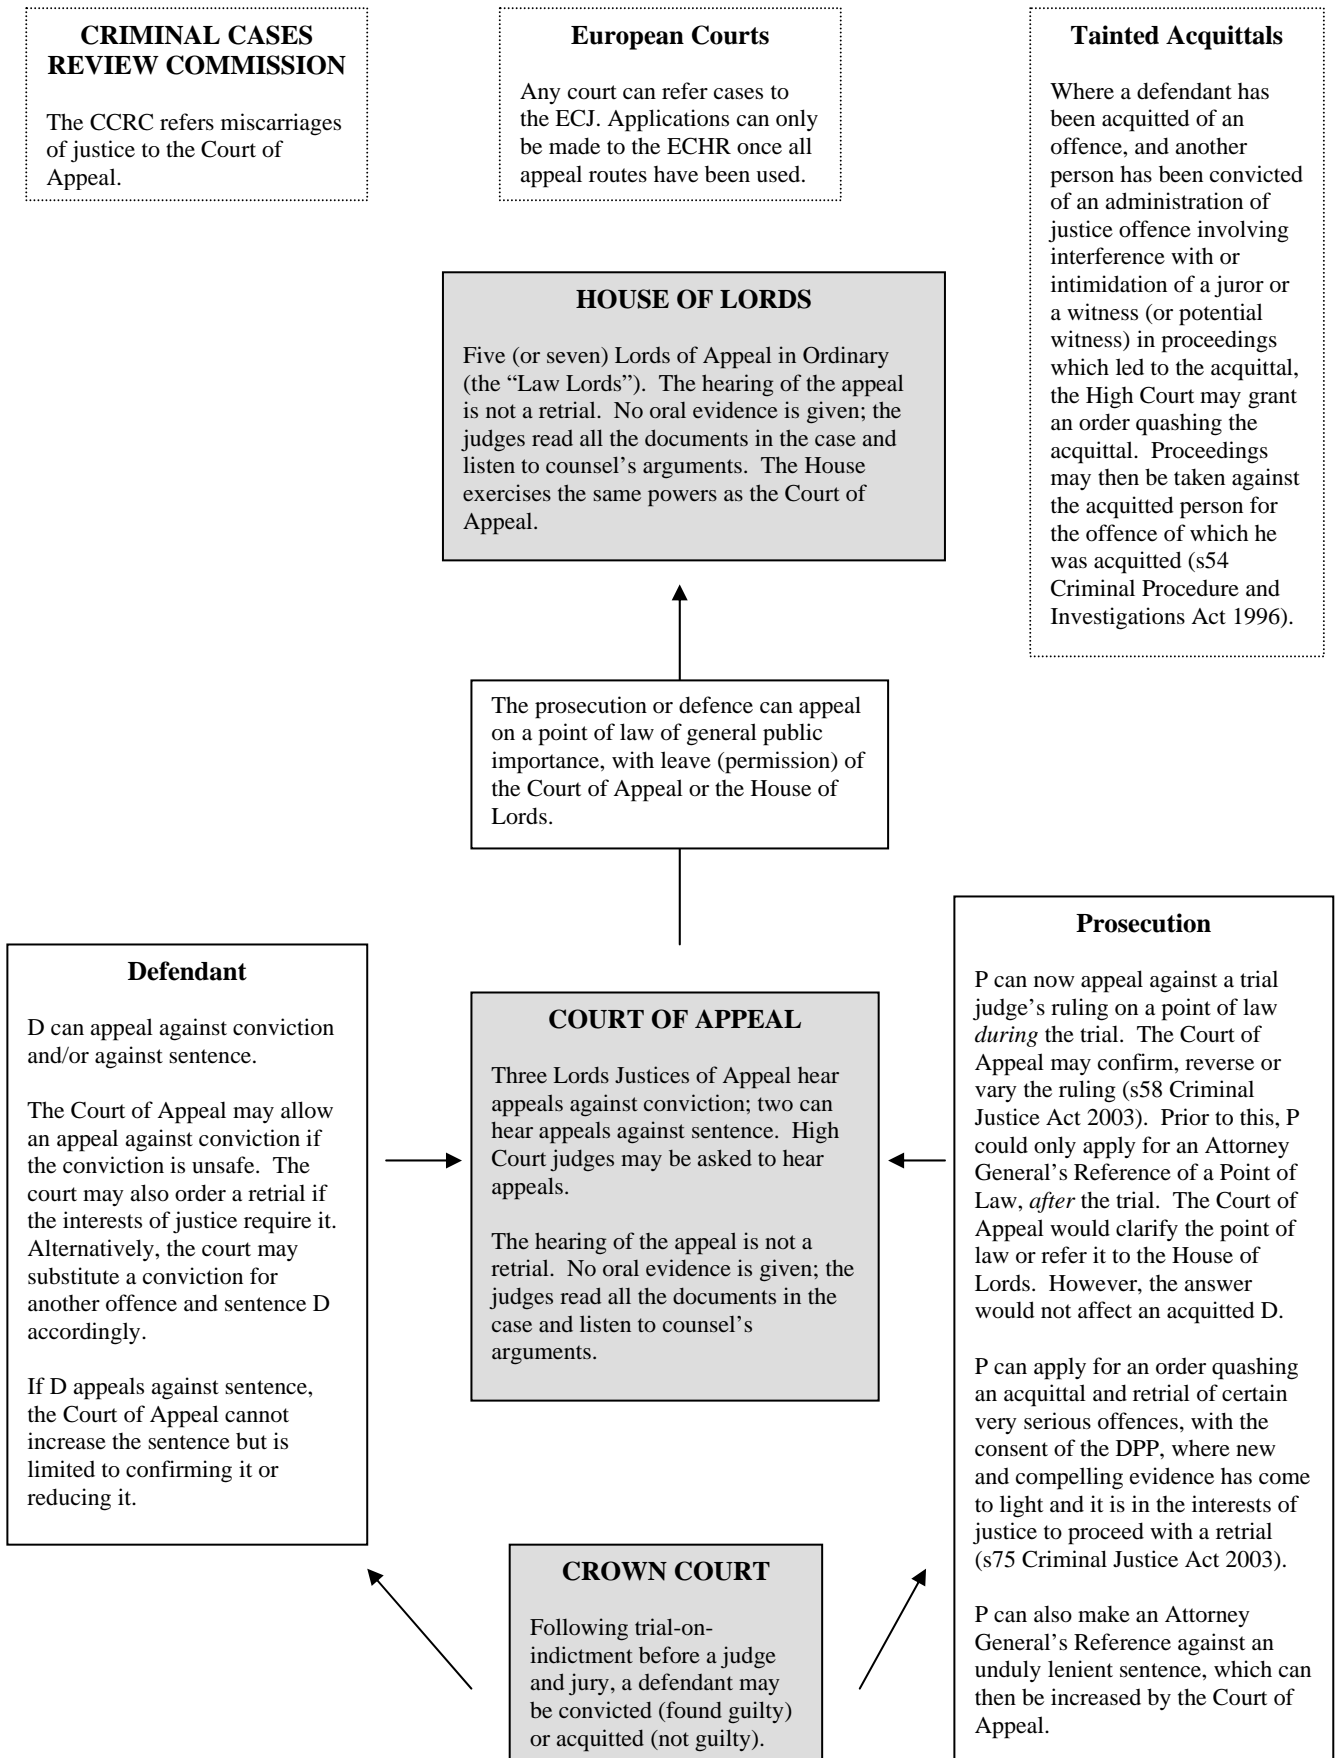 CRIMINAL CASES
REVIEW COMMISSION
The CCRC refers miscarriages
of justice to the Court of
Appeal.
European Courts
Any court can refer cases to
the ECJ. Applications can only
be made to the ECHR once all
appeal routes have been used.
Tainted Acquittals
Where a defendant has
been acquitted of an
offence, and another
person has been convicted
of an administration of
justice offence involving
interference with or
intimidation of a juror or
a witness (or potential
witness) in proceedings
which led to the acquittal,
the High Court may grant
an order quashing the
acquittal. Proceedings
may then be taken against
the acquitted person for
the offence of which he
was acquitted (s54
Criminal Procedure and
Investigations Act 1996).
HOUSE OF LORDS
Five (or seven) Lords of Appeal in Ordinary
(the “Law Lords”). The hearing of the appeal
is not a retrial. No oral evidence is given; the
judges read all the documents in the case and
listen to counsel’s arguments. The House
exercises the same powers as the Court of
Appeal.
The prosecution or defence can appeal
on a point of law of general public
importance, with leave (permission) of
the Court of Appeal or the House of
Lords.
Defendant
D can appeal against conviction
and/or against sentence.
The Court of Appeal may allow
an appeal against conviction if
the conviction is unsafe. The
court may also order a retrial if
the interests of justice require it.
Alternatively, the court may
substitute a conviction for
another offence and sentence D
accordingly.
If D appeals against sentence,
the Court of Appeal cannot
increase the sentence but is
limited to confirming it or
reducing it.
COURT OF APPEAL
Three Lords Justices of Appeal hear
appeals against conviction; two can
hear appeals against sentence. High
Court judges may be asked to hear
appeals.
The hearing of the appeal is not a
retrial. No oral evidence is given; the
judges read all the documents in the
case and listen to counsel’s
arguments.
Prosecution
P can now appeal against a trial
judge’s ruling on a point of law
during the trial. The Court of
Appeal may confirm, reverse or
vary the ruling (s58 Criminal
Justice Act 2003). Prior to this, P
could only apply for an Attorney
General’s Reference of a Point of
Law, after the trial. The Court of
Appeal would clarify the point of
law or refer it to the House of
Lords. However, the answer
would not affect an acquitted D.
P can apply for an order quashing
an acquittal and retrial of certain
very serious offences, with the
consent of the DPP, where new
and compelling evidence has come
to light and it is in the interests of
justice to proceed with a retrial
(s75 Criminal Justice Act 2003).
P can also make an Attorney
General’s Reference against an
unduly lenient sentence, which can
then be increased by the Court of
Appeal.
CROWN COURT
Following trial-on-
indictment before a judge
and jury, a defendant may
be convicted (found guilty)
or acquitted (not guilty).